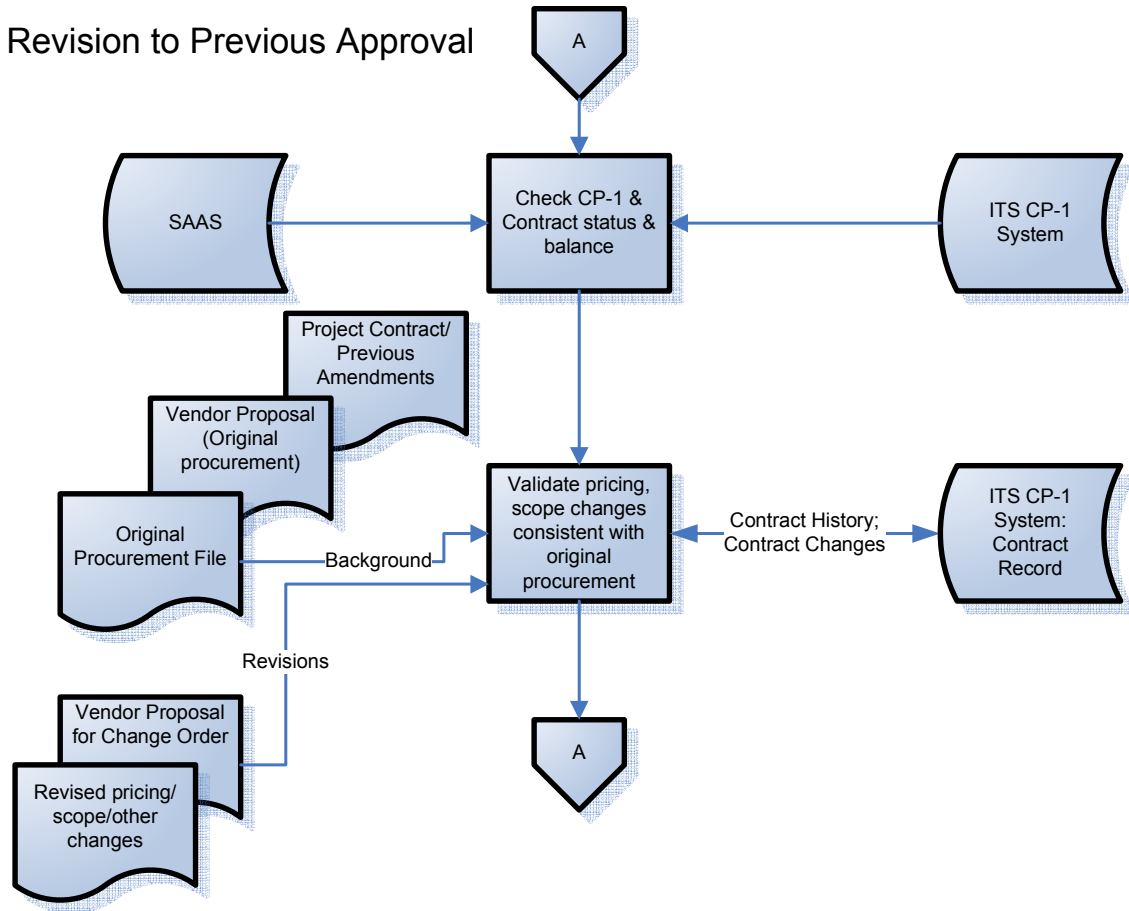 Revision to Previous Approval
A
SAAS
Check CP-1 &
Contract status &
balance
ITS CP-1
System
Project Contract/
Previous
Amendments
Vendor Proposal
(Original
procurement)
Original
Procurement File
Background
Validate pricing,
scope changes
consistent with
original
procurement
Contract History;
Contract Changes
ITS CP-1
System:
Contract
Record
Revisions
Vendor Proposal
for Change Order
Revised pricing/
scope/other
changes
A